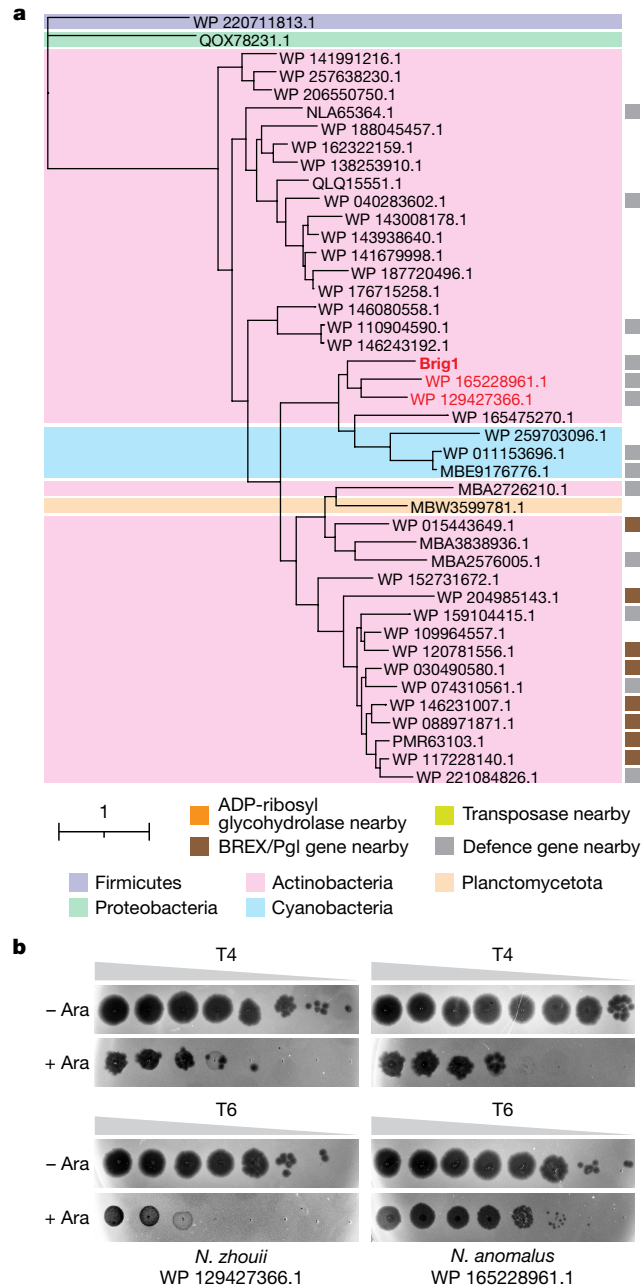 a
WP 220711813.1
QOX78231.1
WP 141991216.1
WP 257638230.1
WP 206550750.1
NLA65364.1
WP 188045457.1
WP 162322159.1
WP 138253910.1
QLQ15551.1
WP 040283602.1
WP 143008178.1
WP 143938640.1
WP 141679998.1
WP 187720496.1
WP 176715258.1
WP 146080558.1
WP 110904590.1
WP 146243192.1
Brig1
WP 165228961.1
WP 129427366.1
WP 165475270.1
WP 259703096.1
WP 011153696.1
MBE9176776.1
MBA2726210.1
MBW3599781.1
WP 015443649.1
MBA3838936.1
MBA2576005.1
WP 152731672.1
WP 204985143.1
WP 159104415.1
WP 109964557.1
WP 120781556.1
WP 030490580.1
WP 074310561.1
WP 146231007.1
WP 088971871.1
PMR63103.1
WP 117228140.1
WP 221084826.1
1
ADP-ribosyl
glycohydrolase nearby
Transposase nearby
BREX/Pgl gene nearby
Defence gene nearby
Firmicutes
Actinobacteria
Planctomycetota
Proteobacteria
Cyanobacteria
b
T4
T4
– Ara
+ Ara
T6
T6
– Ara
+ Ara
N. zhouii
WP 129427366.1
N. anomalus
WP 165228961.1